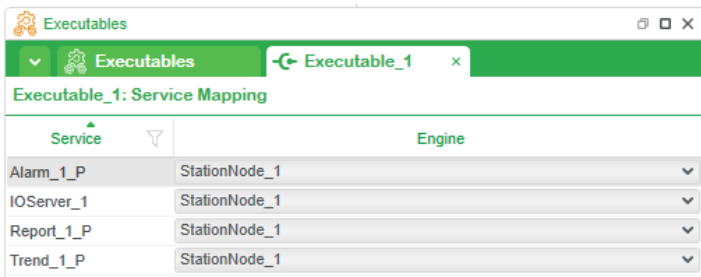 Executables
Executables
Executable_1
Executable_1: Service Mapping
Service Engine
Alarm_1_P StationNode_1
IOServer_1 StationNode_1
Report_1_P StationNode_1
Trend_1_P StationNode_1